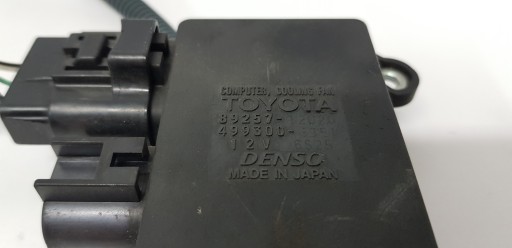 COMPUTER, COOLING FAN
TOYOTA
89257-
499300-
12V
DENSO
MADE IN JAPAN